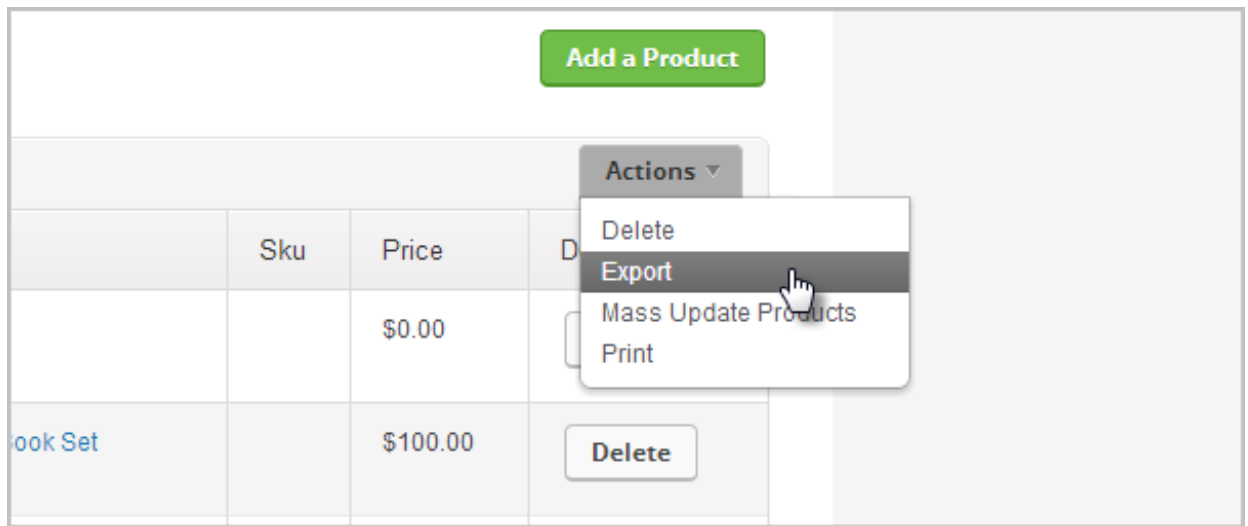 Add a Product
Actions
Delete
Sku Price D
Export
Mass Update Products
$0.00
Print
ook Set $100.00 Delete